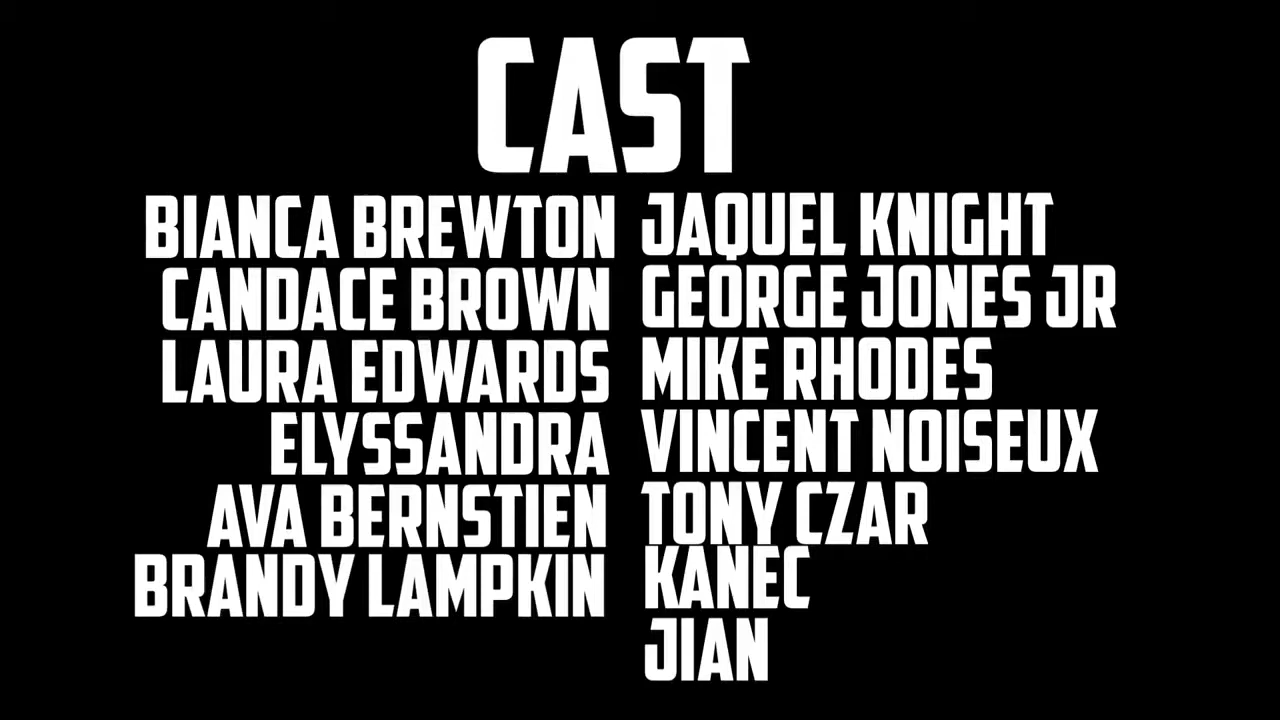 CAST
BIANCA BREWTON
CANDACE BROWN
LAURA EDWARDS
ELYSSANDRA
AVA BERNSTIEN
BRANDY LAMPKIN
JAQUEL KNIGHT
GEORGE JONES JR
MIKE RHODES
VINCENT NOISEUX
TONY CZAR
KANEC
JIAN